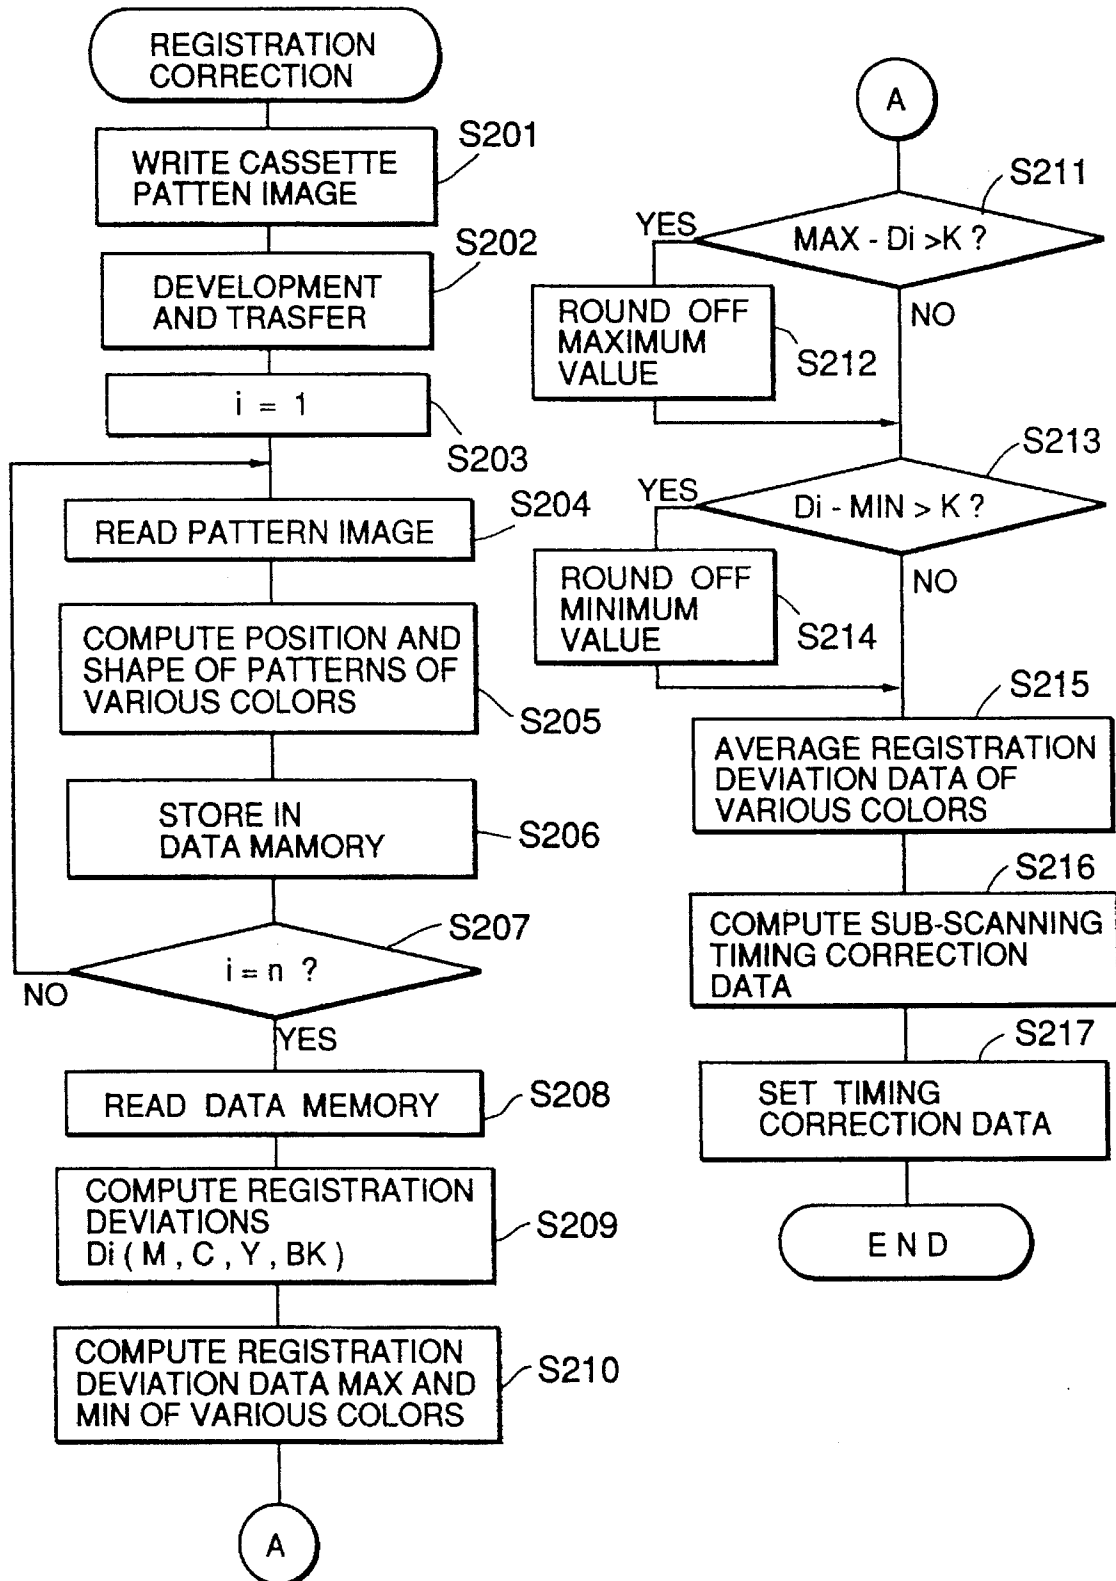 REGISTRATION
CORRECTION
S201
WRITE CASSETTE
PATTEN IMAGE
S202
DEVELOPMENT
AND TRASFER
i = 1
S203
S204
READ PATTERN IMAGE
COMPUTE POSITION AND
SHAPE OF PATTERNS OF
VARIOUS COLORS
S205
STORE IN
DATA MAMORY
S206
S207
i = n ?
NO
YES
READ DATA MEMORY
S208
COMPUTE REGISTRATION
DEVIATIONS
Di ( M , C , Y , BK )
S209
COMPUTE REGISTRATION
DEVIATION DATA MAX AND
MIN OF VARIOUS COLORS
S210
A
A
S211
YES
MAX - Di >K ?
NO
ROUND OFF
MAXIMUM
VALUE
S212
S213
YES
Di - MIN > K ?
NO
ROUND OFF
MINIMUM
VALUE
S214
S215
AVERAGE REGISTRATION
DEVIATION DATA OF
VARIOUS COLORS
S216
COMPUTE SUB-SCANNING
TIMING CORRECTION
DATA
S217
SET TIMING
CORRECTION DATA
E N D